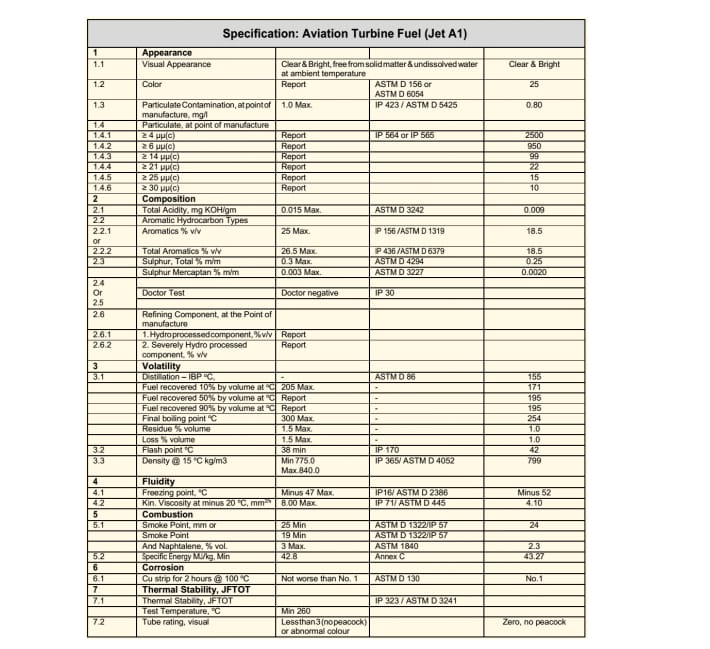 Specification: Aviation Turbine Fuel (Jet A1)
1 Appearance
1.1 Visual Appearance Clear & Bright, free from solid matter & undissolved water at ambient temperature Clear & Bright
1.2 Color Report ASTM D 156 or ASTM D 6054 25
1.3 Particulate Contamination, at point of manufacture, mg/l 1.0 Max. IP 423 / ASTM D 5425 0.80
1.4 Particulate, at point of manufacture
1.4.1 ≥ 4 µµ(c) Report IP 564 or IP 565 2500
1.4.2 ≥ 6 µµ(c) Report 950
1.4.3 ≥ 14 µµ(c) Report 99
1.4.4 ≥ 21 µµ(c) Report 22
1.4.5 ≥ 25 µµ(c) Report 15
1.4.6 ≥ 30 µµ(c) Report 10
2 Composition
2.1 Total Acidity, mg KOH/gm 0.015 Max. ASTM D 3242 0.009
2.2 Aromatic Hydrocarbon Types
2.2.1 Aromatics % v/v 25 Max. IP 156 /ASTM D 1319 18.5
or
2.2.2 Total Aromatics % v/v 26.5 Max. IP 436 /ASTM D 6379 18.5
2.3 Sulphur, Total % m/m 0.3 Max. ASTM D 4294 0.25
Sulphur Mercaptan % m/m 0.003 Max. ASTM D 3227 0.0020
2.4
Or Doctor Test Doctor negative IP 30
2.5
2.6 Refining Component, at the Point of manufacture
2.6.1 1. Hydro processed component, % v/v Report
2.6.2 2. Severely Hydro processed component, % v/v Report
3 Volatility
3.1 Distillation – IBP °C, - ASTM D 86 155
Fuel recovered 10% by volume at °C 205 Max. - 171
Fuel recovered 50% by volume at °C Report - 195
Fuel recovered 90% by volume at °C Report - 195
Final boiling point °C 300 Max. - 254
Residue % volume 1.5 Max. - 1.0
Loss % volume 1.5 Max. - 1.0
3.2 Flash point °C 38 min IP 170 42
3.3 Density @ 15 °C kg/m3 Min 775.0 Max.840.0 IP 365/ ASTM D 4052 799
4 Fluidity
4.1 Freezing point, °C Minus 47 Max. IP16/ ASTM D 2386 Minus 52
4.2 Kin. Viscosity at minus 20 °C, 8.00 Max. IP 71/ ASTM D 445 4.10
5 Combustion
5.1 Smoke Point, mm or 25 Min ASTM D 1322/IP 57 24
Smoke Point 19 Min ASTM D 1322/IP 57
And Naphtalene, % vol. 3 Max. ASTM 1840 2.3
5.2 Specific Energy MJ/kg, Min 42.8 Annex C 43.27
6 Corrosion
6.1 Cu strip for 2 hours @ 100 °C Not worse than No. 1 ASTM D 130 No.1
7 Thermal Stability, JFTOT
7.1 Thermal Stability, JFTOT IP 323 / ASTM D 3241
Test Temperature, °C Min 260
7.2 Tube rating, visual Less than 3 (no peacock) or abnormal colour Zero, no peacock